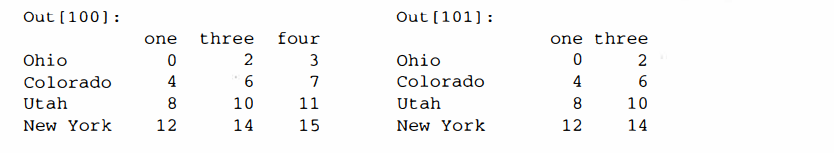 Out[100]:
one three four
Ohio 0 2 3
Colorado 4 6 7
Utah 8 10 11
New York 12 14 15
Out[101]:
one three
Ohio 0 2
Colorado 4 6
Utah 8 10
New York 12 14